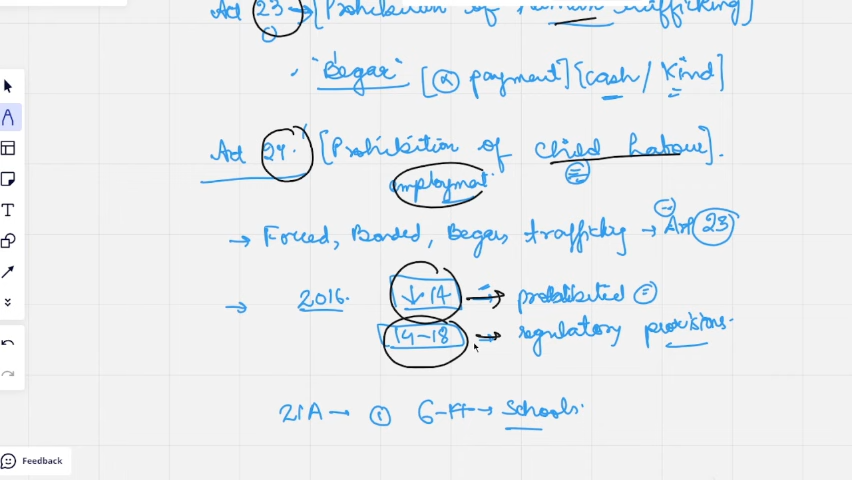 Art 23 → [Prohibition of human trafficking]
"Begar" [ⓧ payment] {cash / kind]
Art 24. [Prohibition of child labour].
employment
→ Forced, Bonded, Begar, trafficking → Art 23
→ 2016. ↓14 → prohibited
14-18 → regulatory provisions.
21A → ① 6-14 → Schools.
Feedback